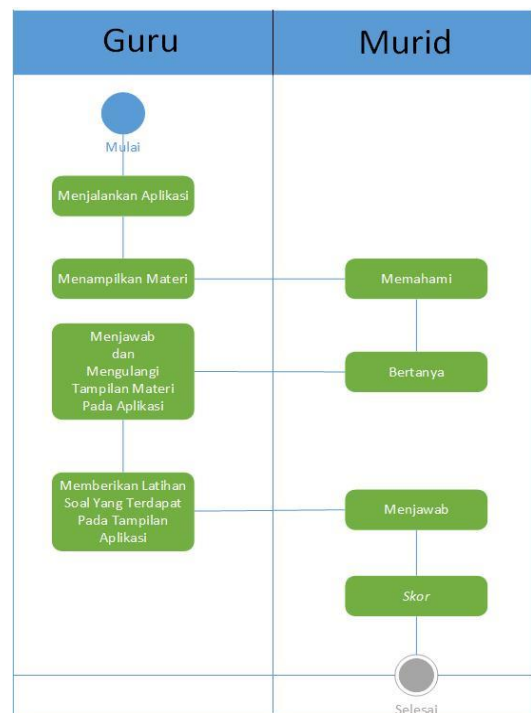 Guru
Murid
Mulai
Menjalankan Aplikasi
Menampilkan Materi
Memahami
Menjawab
dan
Mengulangi
Tampilan Materi
Pada Aplikasi
Bertanya
Memberikan Latihan
Soal Yang Terdapat
Pada Tampilan
Aplikasi
Menjawab
Skor
Selesai